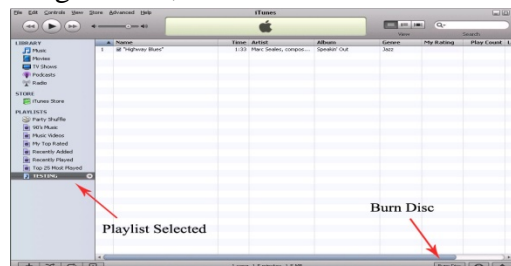 File Edit Controls View Store Advanced Help
iTunes
View Search
LIBRARY
Music
Movies
TV Shows
Podcasts
Radio
STORE
iTunes Store
PLAYLISTS
Party Shuffle
90's Music
Music Videos
My Top Rated
Recently Added
Recently Played
Top 25 Most Played
TESTING
Name Time Artist Album Genre My Rating Play Count
1 "Highway Blues" 1:33 Marc Seales, compos... Speakin' Out Jazz
Playlist Selected
Burn Disc
Burn Disc